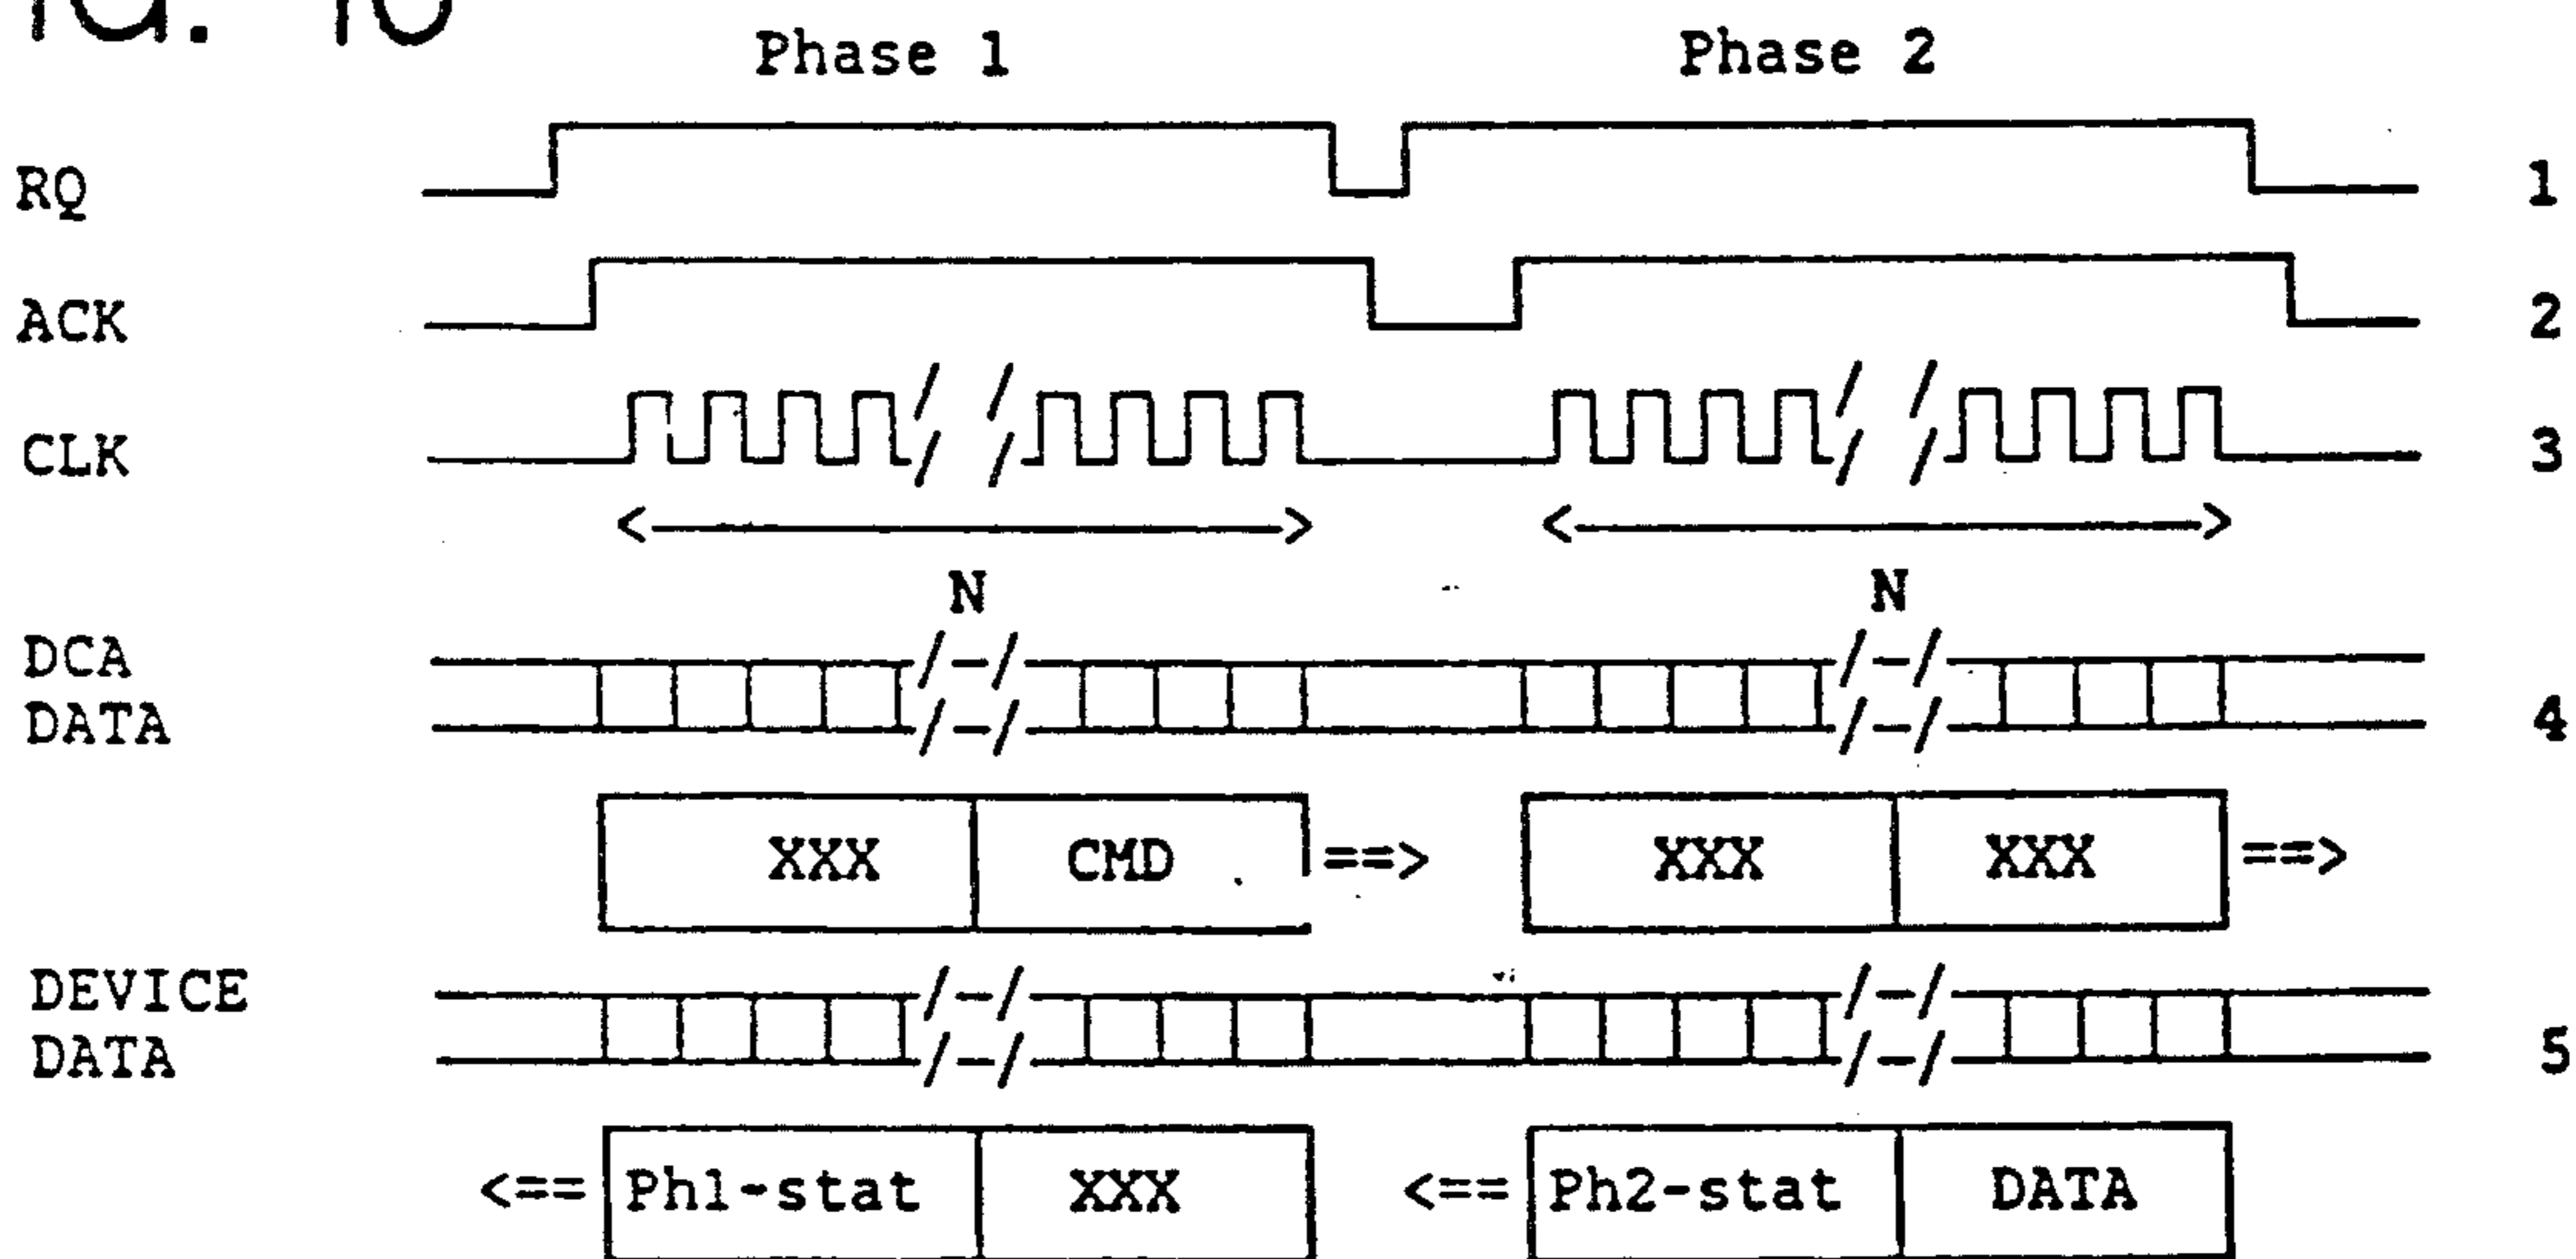 Phase 1 Phase 2
RQ 1
ACK 2
CLK 3
N N
DCA
DATA 4
XXX CMD ==> XXX XXX ==>
DEVICE
DATA 5
<== Ph1-stat XXX <== Ph2-stat DATA